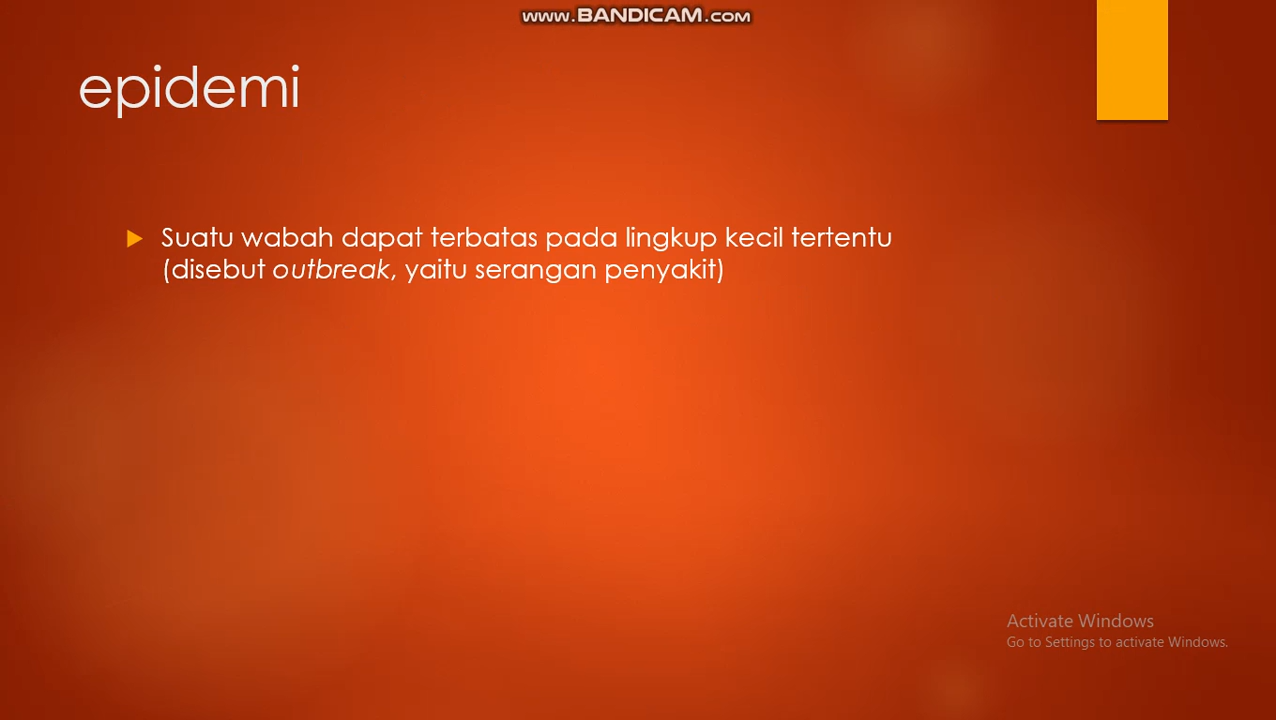 www.BANDICAM.com
epidemi
Suatu wabah dapat terbatas pada lingkup kecil tertentu
(disebut outbreak, yaitu serangan penyakit)
Activate Windows
Go to Settings to activate Windows.